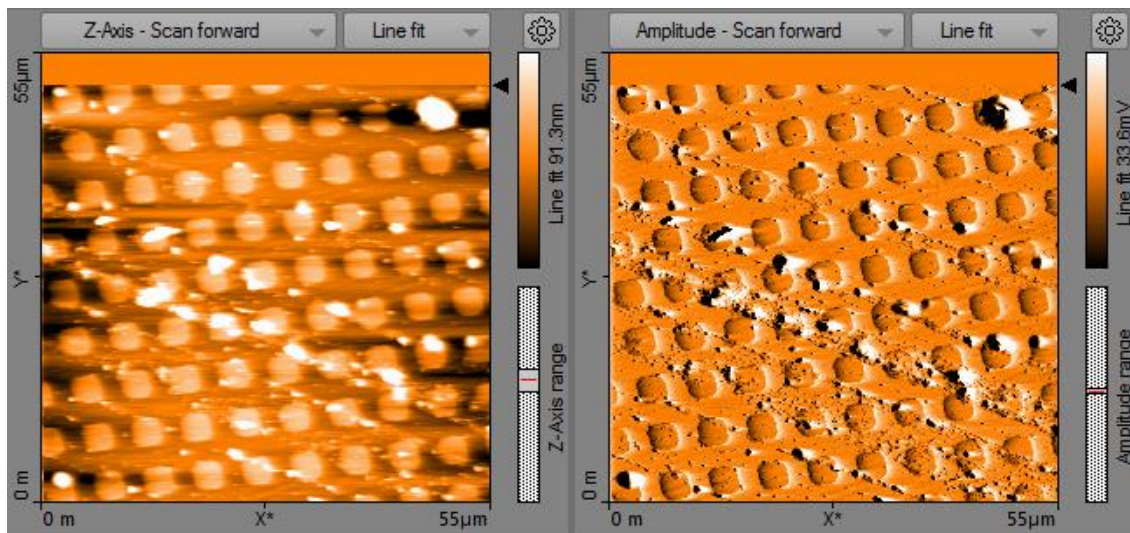 Z-Axis - Scan forward
Line fit
55µm
Y*
0 m
0 m
X*
55µm
Line fit 91.3nm
Z-Axis range
Amplitude - Scan forward
Line fit
55µm
Y*
0 m
0 m
X*
55µm
Line fit 33.6mV
Amplitude range